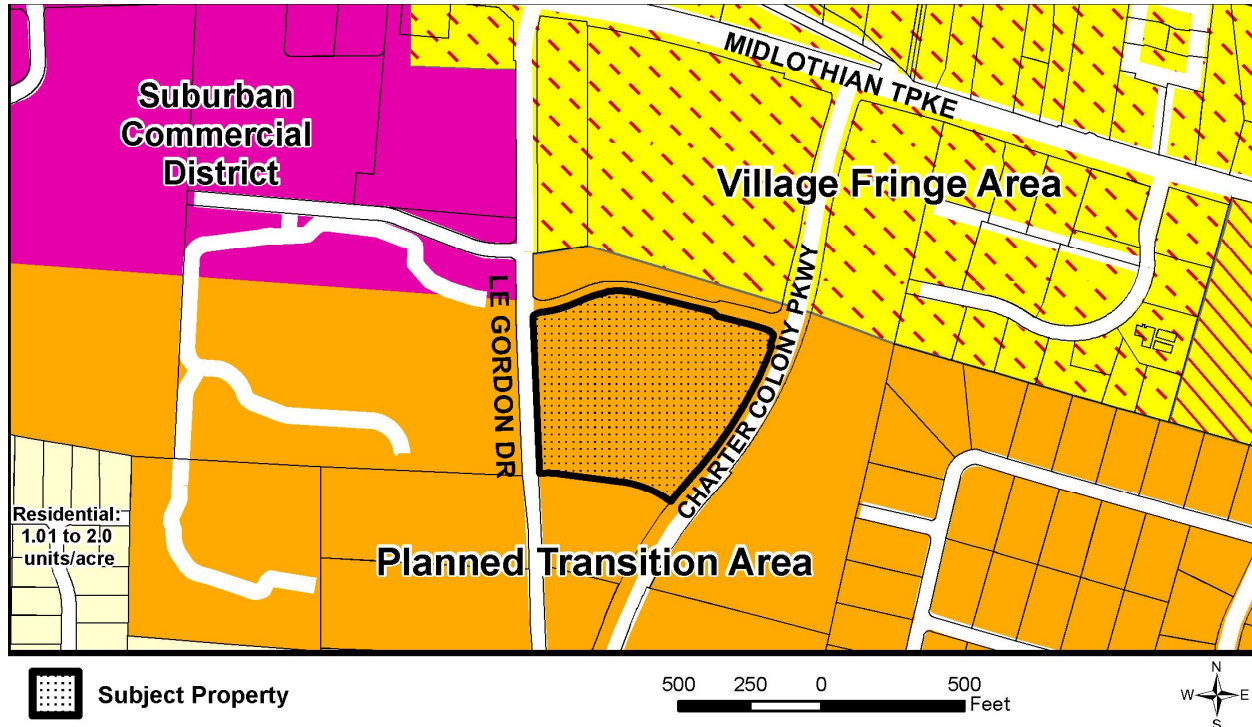 MIDLOTHIAN TPKE
Suburban
Commercial
District
Village Fringe Area
LE GORDON DR
CHARTER COLONY PKWY
Residential:
1.01 to 2.0
units/acre
Planned Transition Area
Subject Property
500 250 0 500
Feet
N
W E
S